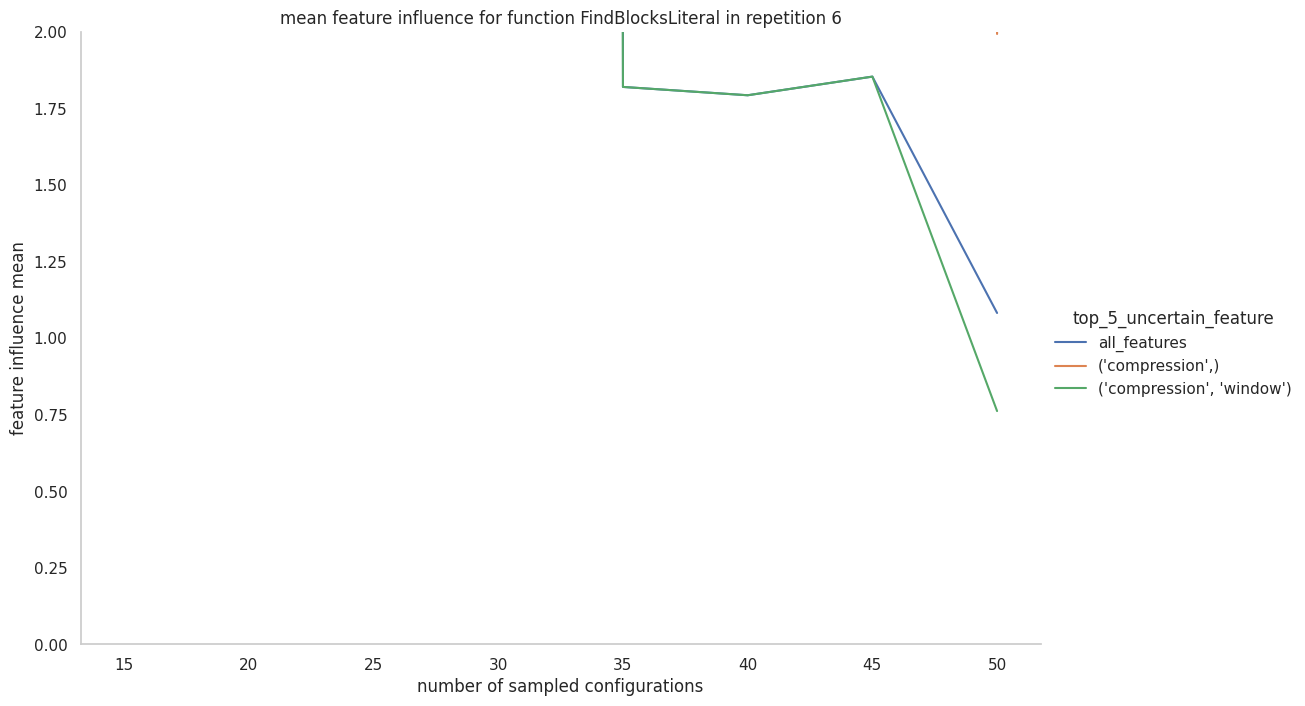 mean feature influence for function FindBlocksLiteral in repetition 6
2.00
1.75
1.50
1.25
1.00
0.75
0.50
0.25
0.00
feature influence mean
15 20 25 30 35 40 45 50
number of sampled configurations
top_5_uncertain_feature
all_features
('compression',)
('compression', 'window')